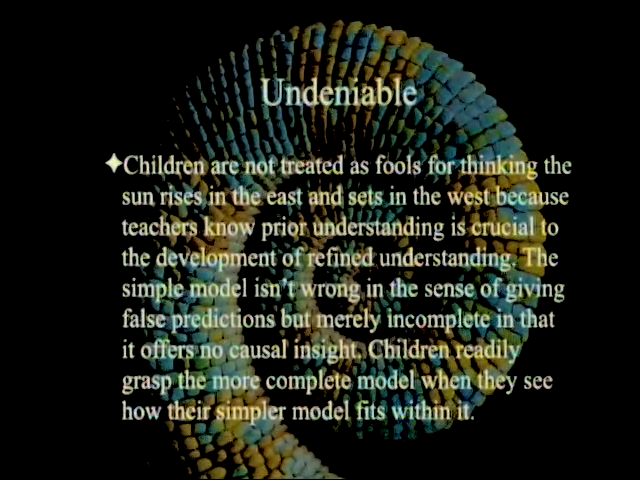 Undeniable
✦Children are not treated as fools for thinking the
sun rises in the east and sets in the west because
teachers know prior understanding is crucial to
the development of refined understanding. The
simple model isn't wrong in the sense of giving
false predictions but merely incomplete in that
it offers no causal insight. Children readily
grasp the more complete model when they see
how their simpler model fits within it.